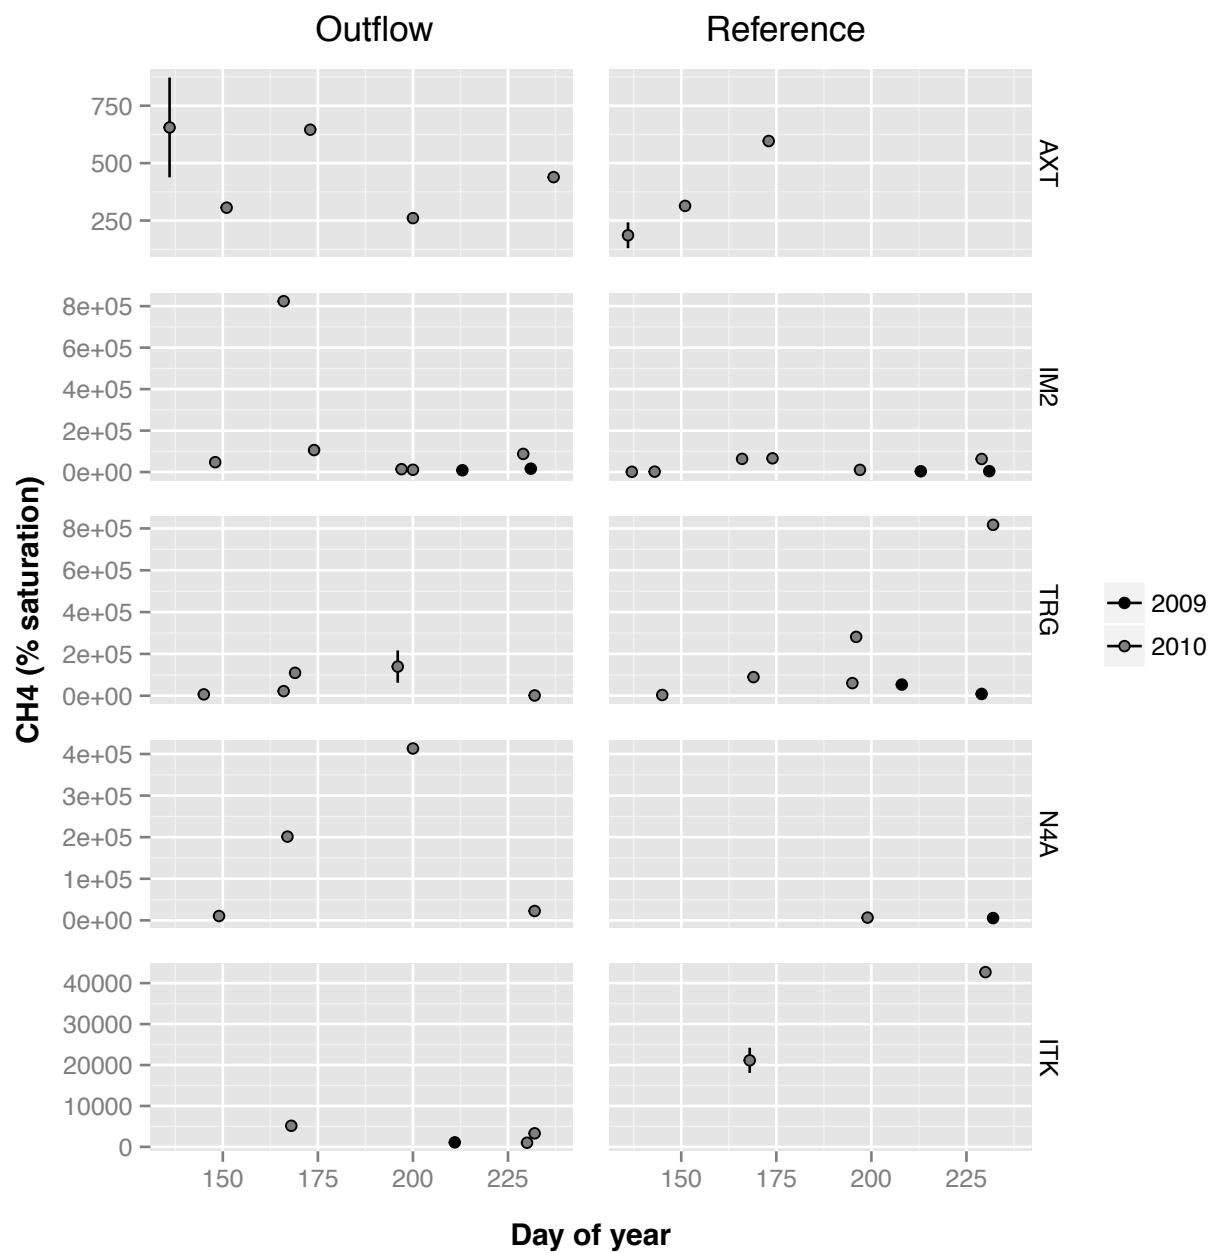 Outflow Reference
750
500
250
AXT
8e+05
6e+05
4e+05
2e+05
0e+00
IM2
8e+05
6e+05
4e+05
2e+05
0e+00
TRG
4e+05
3e+05
2e+05
1e+05
0e+00
N4A
40000
30000
20000
10000
0
ITK
150 175 200 225 150 175 200 225
Day of year
CH4 (% saturation)
2009
2010